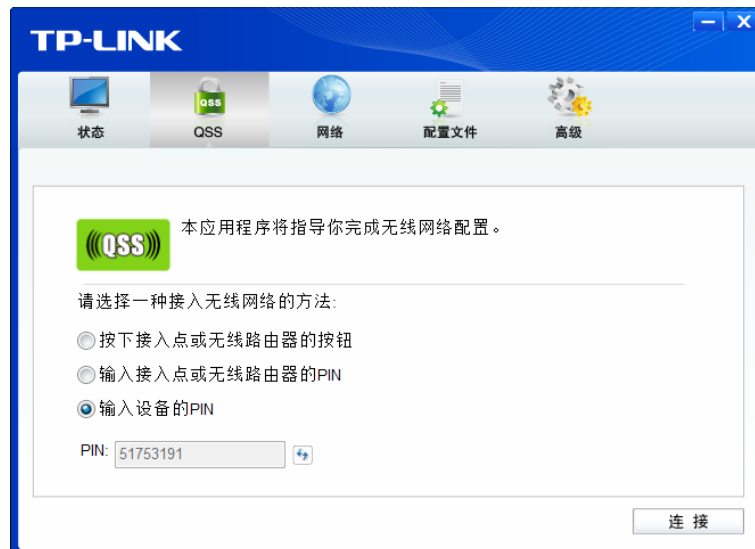 TP-LINK
QSS
状态
QSS
网络
配置文件
高级
QSS
本应用程序将指导你完成无线网络配置。
请选择一种接入无线网络的方法:
按下接入点或无线路由器的按钮
输入接入点或无线路由器的PIN
输入设备的PIN
PIN: 51753191
连 接